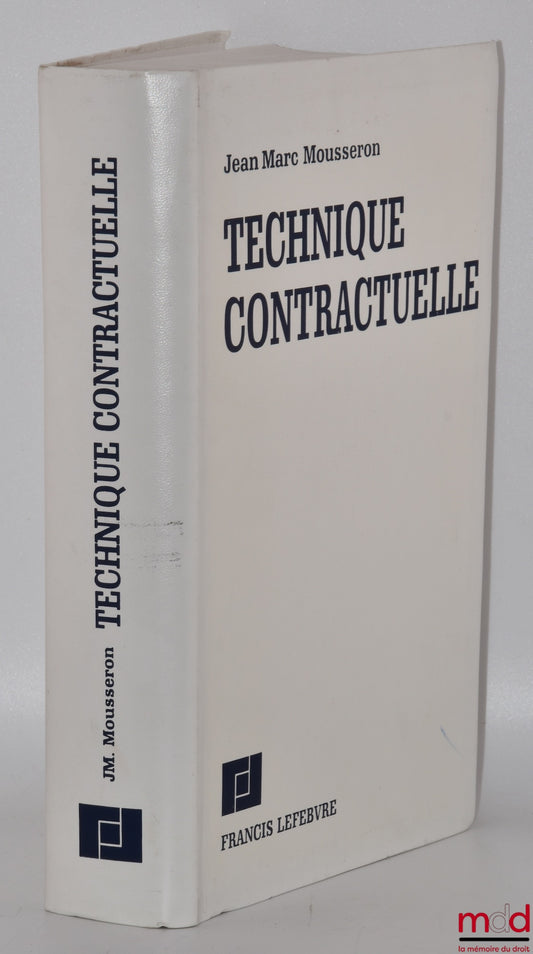 Jean Marc Mousseron
TECHNIQUE
CONTRACTUELLE
FRANCIS LEFEBVRE
JM. Mousseron TECHNIQUE CONTRACTUELLE
mdd
la mémoire du droit